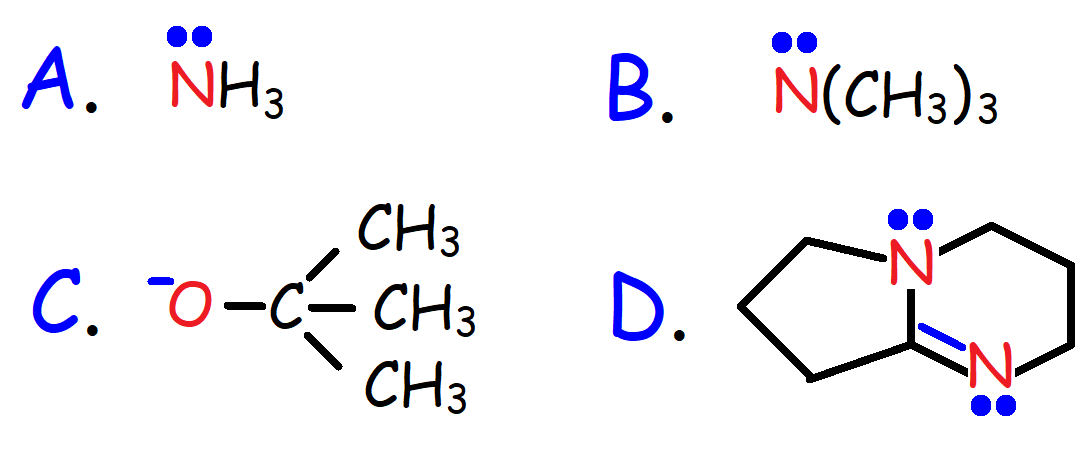 A. NH₃
B. N(CH₃)₃
C. ⁻O–C CH₃
CH₃
CH₃
D. N
N